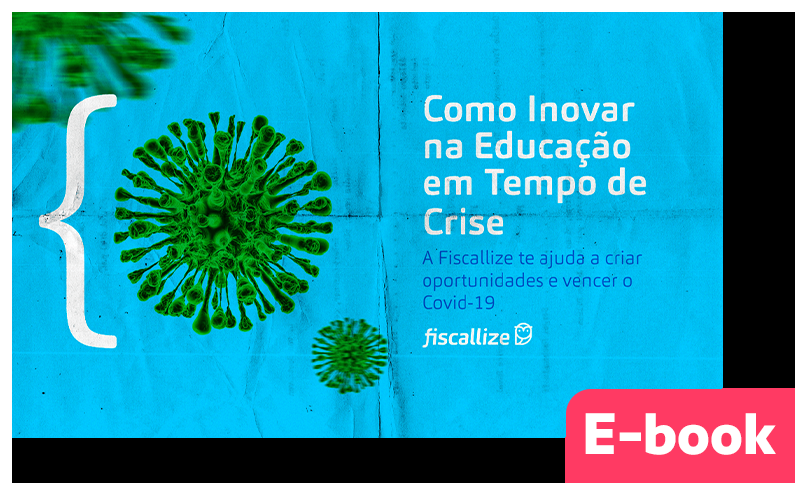 Como Inovar
na Educação
em Tempo de
Crise
A Fiscallize te ajuda a criar
oportunidades e vencer o
Covid-19
fiscallize
E-book